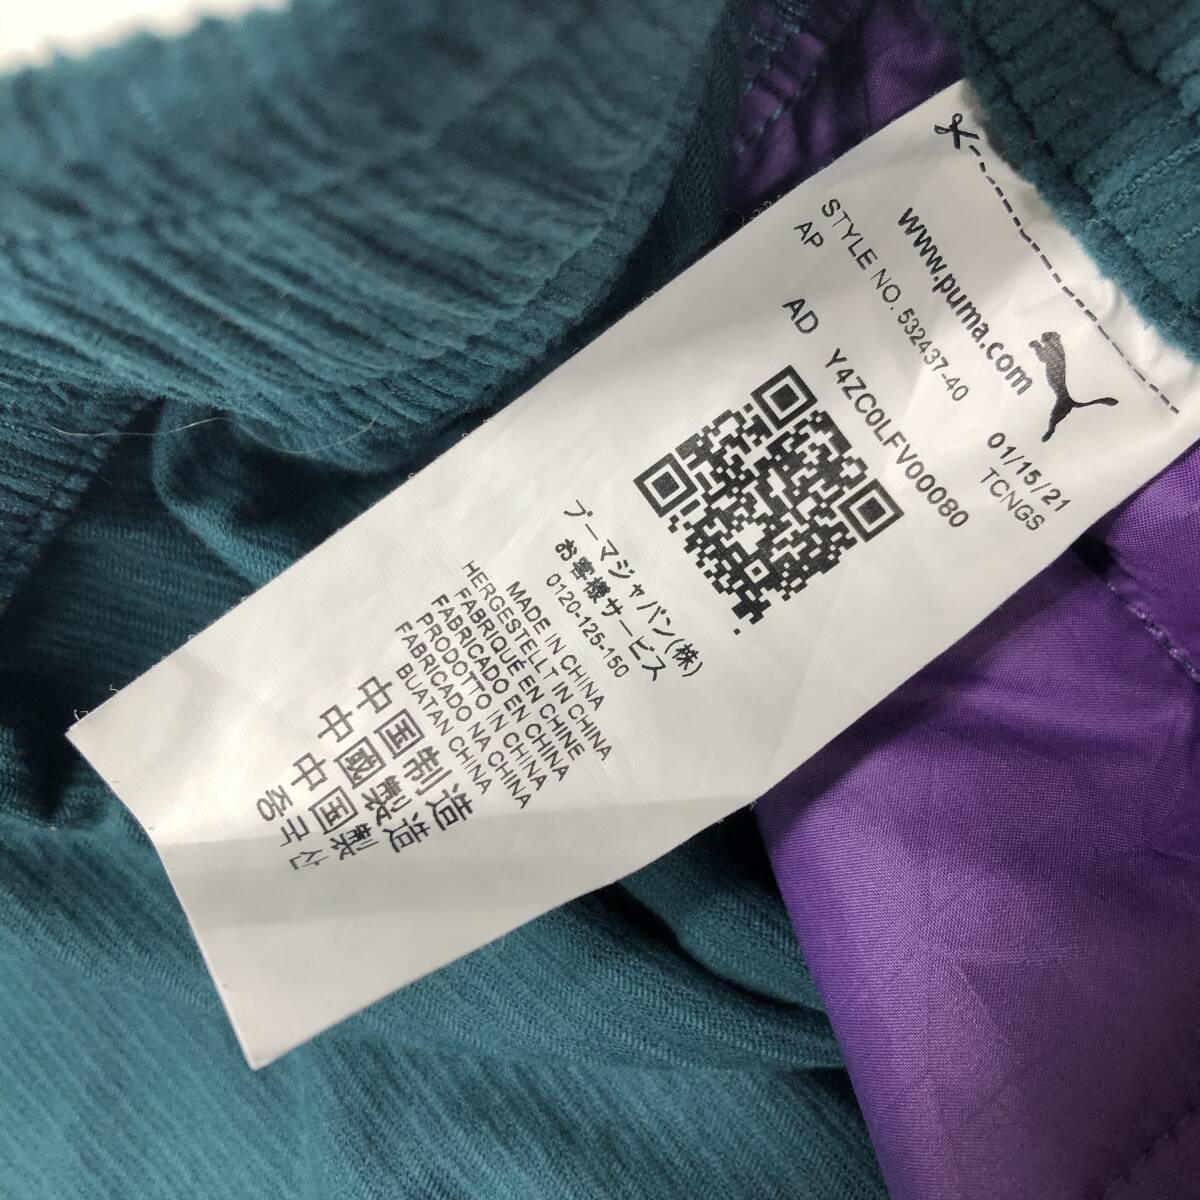 www.puma.com
01/15/21
STYLE NO. 532437-40
TCNGS
AP
AD Y4ZC0LFV00080
プーマジャパン(株)
お客様サービス
0120-125-150
MADE IN CHINA
HERGESTELLT IN CHINA
FABRIQUÉ EN CHINE
FABRICADO EN CHINA
PRODOTTO IN CHINA
FABRICADO NA CHINA
BUATAN CHINA
中国制造
中國製造
中国製
중국산